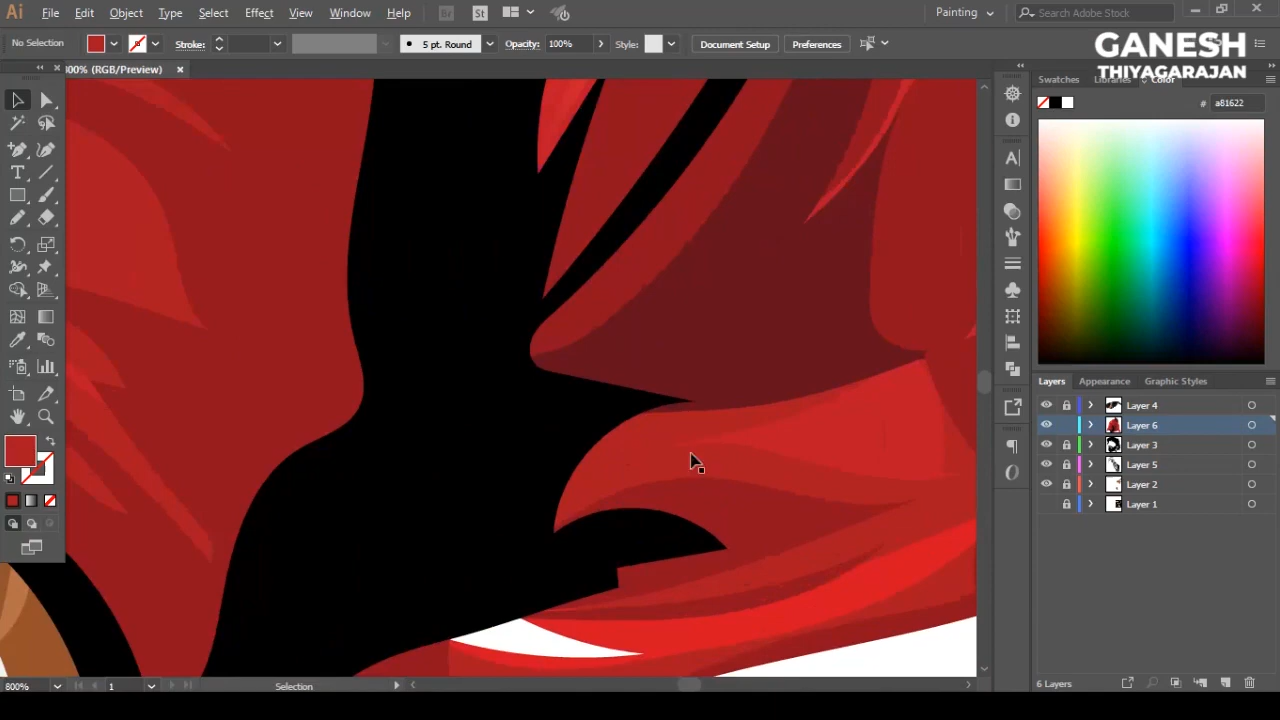 Ai File Edit Object Type Select Effect View Window Help Br St Painting Search Adobe Stock
No Selection Stroke: 5 pt. Round Opacity: 100% Style: Document Setup Preferences
GANESH
THIYAGARAJAN
800% (RGB/Preview) × Swatches Libraries Color
# a81622
Layers Appearance Graphic Styles
Layer 4
Layer 6
Layer 3
Layer 5
Layer 2
Layer 1
800% 1 Selection 6 Layers